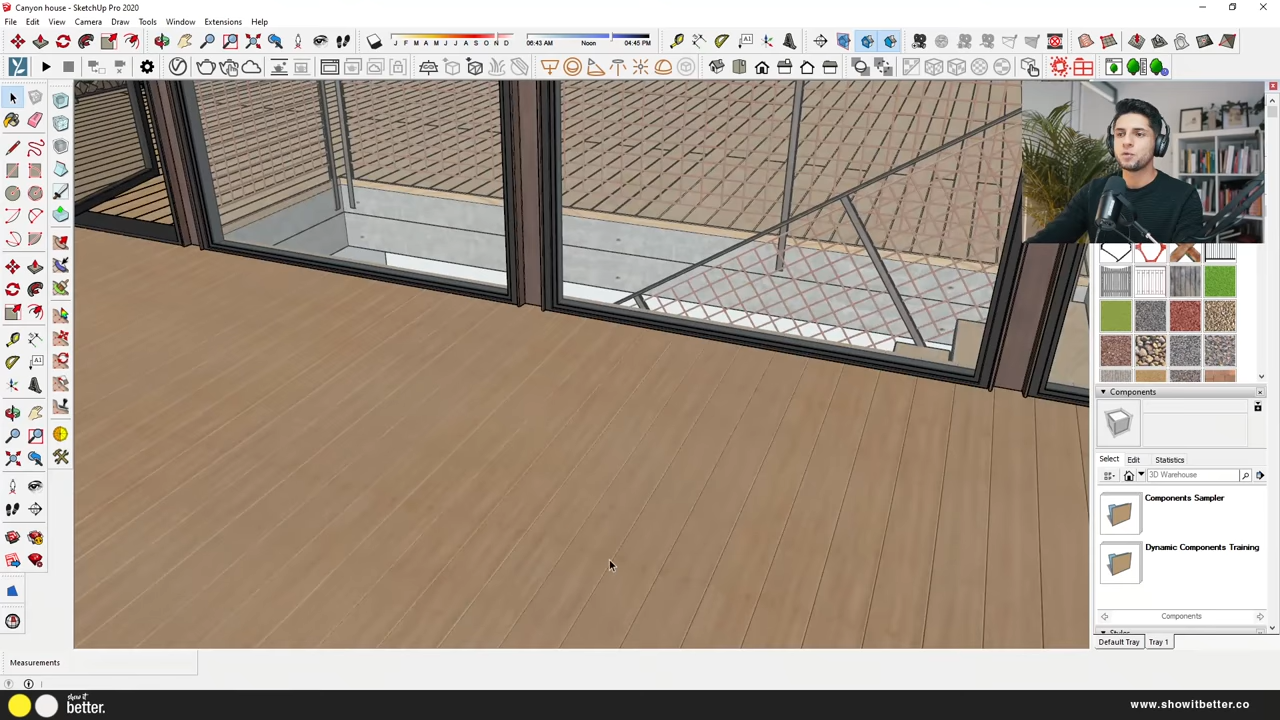 Canyon house - SketchUp Pro 2020
File Edit View Camera Draw Tools Window Extensions Help
J F M A M J J A S O N D
06:43 AM Noon 04:45 PM
Components
Select Edit Statistics
3D Warehouse
Components Sampler
Dynamic Components Training
Components
Default Tray Tray 1
Measurements
show it
better.
www.showitbetter.co